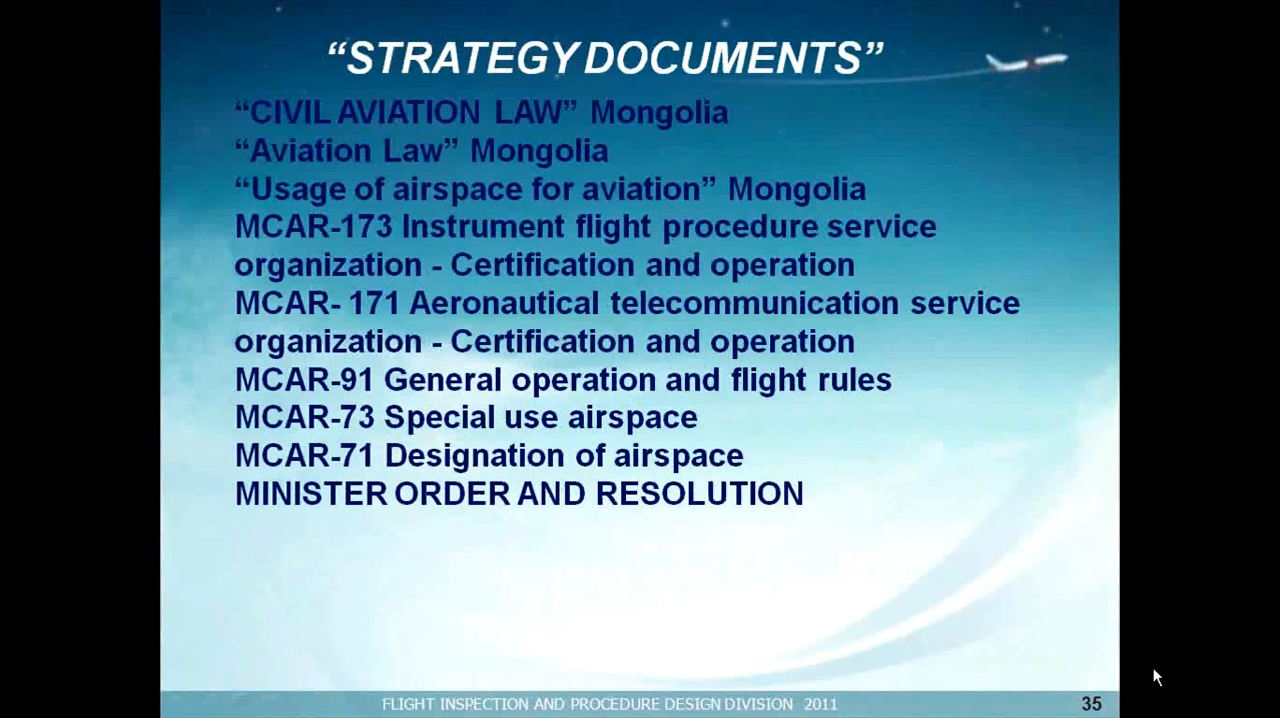 “STRATEGY DOCUMENTS”
“CIVIL AVIATION LAW” Mongolia
“Aviation Law” Mongolia
“Usage of airspace for aviation” Mongolia
MCAR-173 Instrument flight procedure service
organization - Certification and operation
MCAR- 171 Aeronautical telecommunication service
organization - Certification and operation
MCAR-91 General operation and flight rules
MCAR-73 Special use airspace
MCAR-71 Designation of airspace
MINISTER ORDER AND RESOLUTION
FLIGHT INSPECTION AND PROCEDURE DESIGN DIVISION 2011
35